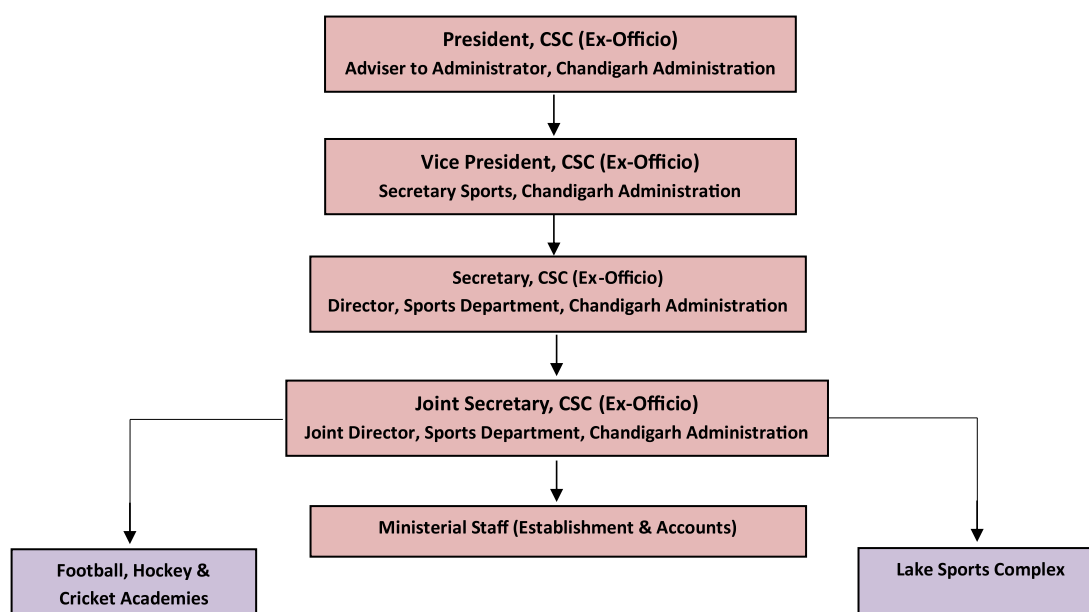 President, CSC (Ex-Officio)
Adviser to Administrator, Chandigarh Administration
Vice President, CSC (Ex-Officio)
Secretary Sports, Chandigarh Administration
Secretary, CSC (Ex-Officio)
Director, Sports Department, Chandigarh Administration
Joint Secretary, CSC (Ex-Officio)
Joint Director, Sports Department, Chandigarh Administration
Ministerial Staff (Establishment & Accounts)
Football, Hockey &
Cricket Academies
Lake Sports Complex